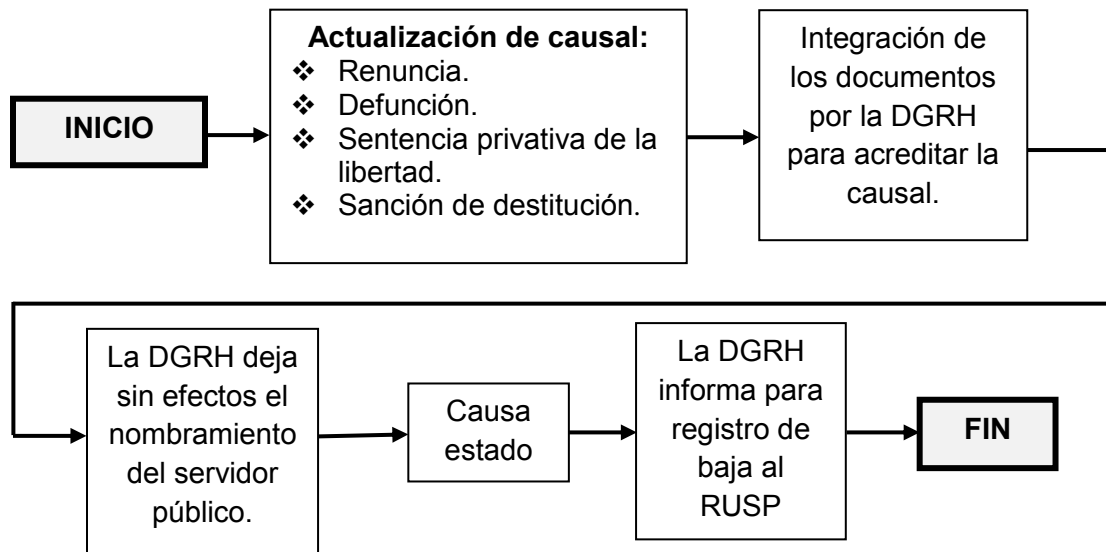 INICIO
Actualización de causal:
❖ Renuncia.
❖ Defunción.
❖ Sentencia privativa de la
libertad.
❖ Sanción de destitución.
Integración de
los documentos
por la DGRH
para acreditar la
causal.
La DGRH deja
sin efectos el
nombramiento
del servidor
público.
Causa
estado
La DGRH
informa para
registro de
baja al
RUSP
FIN